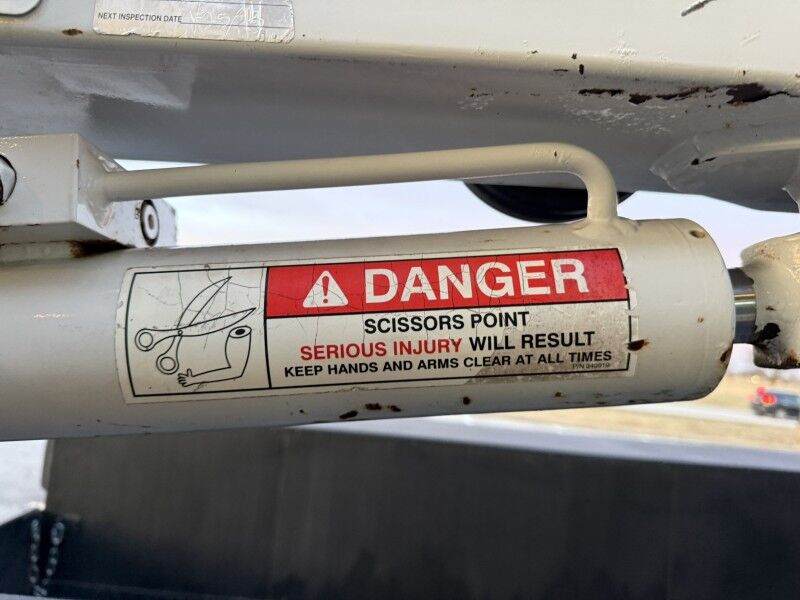 NEXT INSPECTION DATE
DANGER
SCISSORS POINT
SERIOUS INJURY WILL RESULT
KEEP HANDS AND ARMS CLEAR AT ALL TIMES